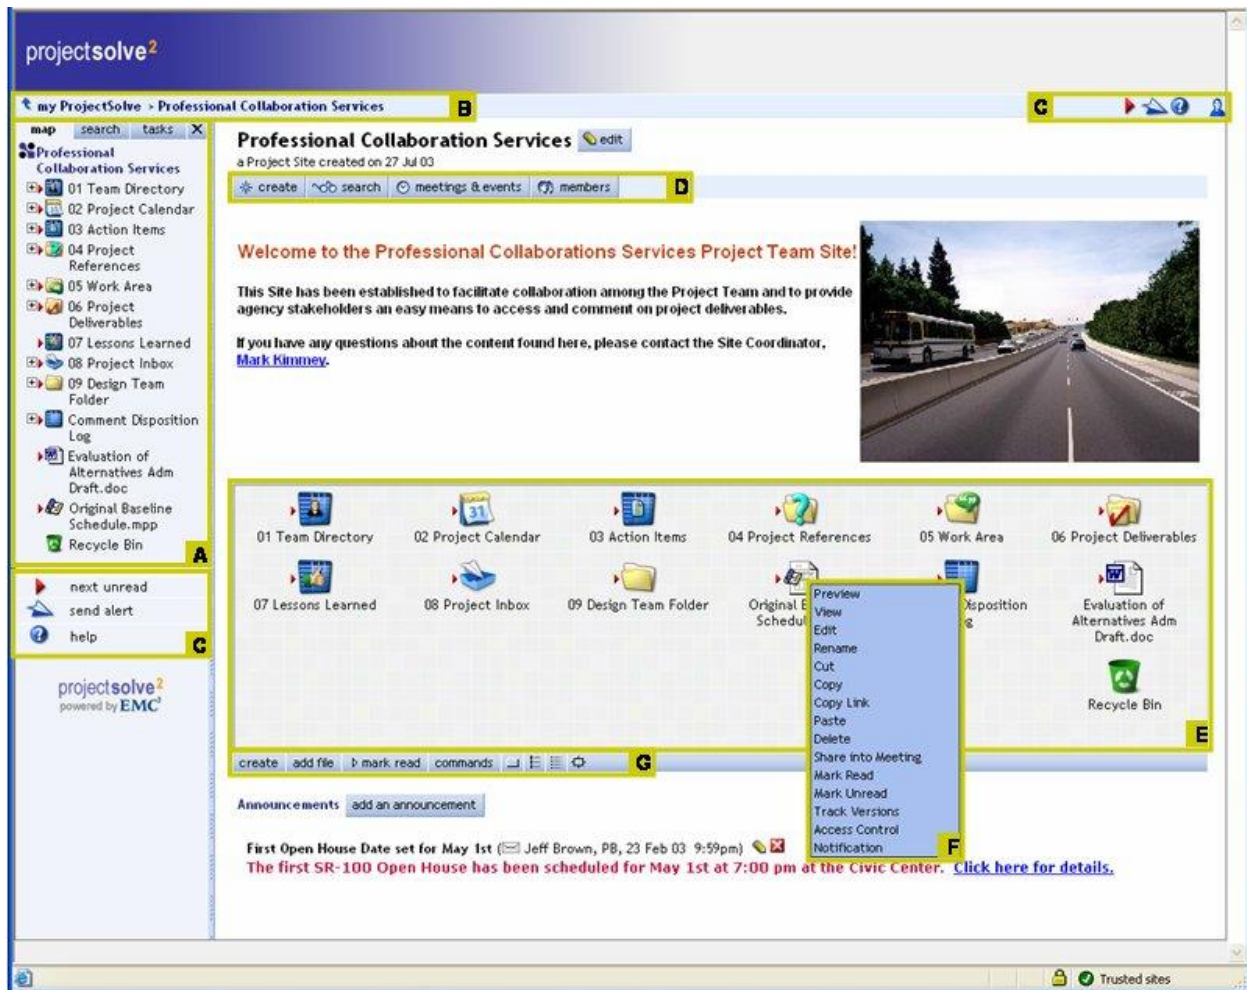 projectsolve2
my ProjectSolve > Professional Collaboration Services
B
C
map search tasks X
Professional
Collaboration Services
01 Team Directory
02 Project Calendar
03 Action Items
04 Project
References
05 Work Area
06 Project
Deliverables
07 Lessons Learned
08 Project Inbox
09 Design Team
Folder
Comment Disposition
Log
Evaluation of
Alternatives Adm
Draft.doc
Original Baseline
Schedule.mpp
Recycle Bin
A
next unread
send alert
help
C
projectsolve2
powered by EMC2
Professional Collaboration Services edit
a Project Site created on 27 Jul 03
create search meetings & events members D
Welcome to the Professional Collaborations Services Project Team Site!
This Site has been established to facilitate collaboration among the Project Team and to provide
agency stakeholders an easy means to access and comment on project deliverables.
If you have any questions about the content found here, please contact the Site Coordinator,
Mark Kimmey.
31
01 Team Directory 02 Project Calendar 03 Action Items 04 Project References 05 Work Area 06 Project Deliverables
07 Lessons Learned 08 Project Inbox 09 Design Team Folder Original Disposition Evaluation of
Alternatives Adm
Draft.doc
Recycle Bin
E
Preview
View
Edit
Rename
Cut
Copy
Copy Link
Paste
Delete
Share into Meeting
Mark Read
Mark Unread
Track Versions
Access Control
Notification
F
create add file mark read commands G
Announcements add an announcement
First Open House Date set for May 1st (Jeff Brown, PB, 23 Feb 03 9:59pm)
The first SR-100 Open House has been scheduled for May 1st at 7:00 pm at the Civic Center. Click here for details.
Trusted sites